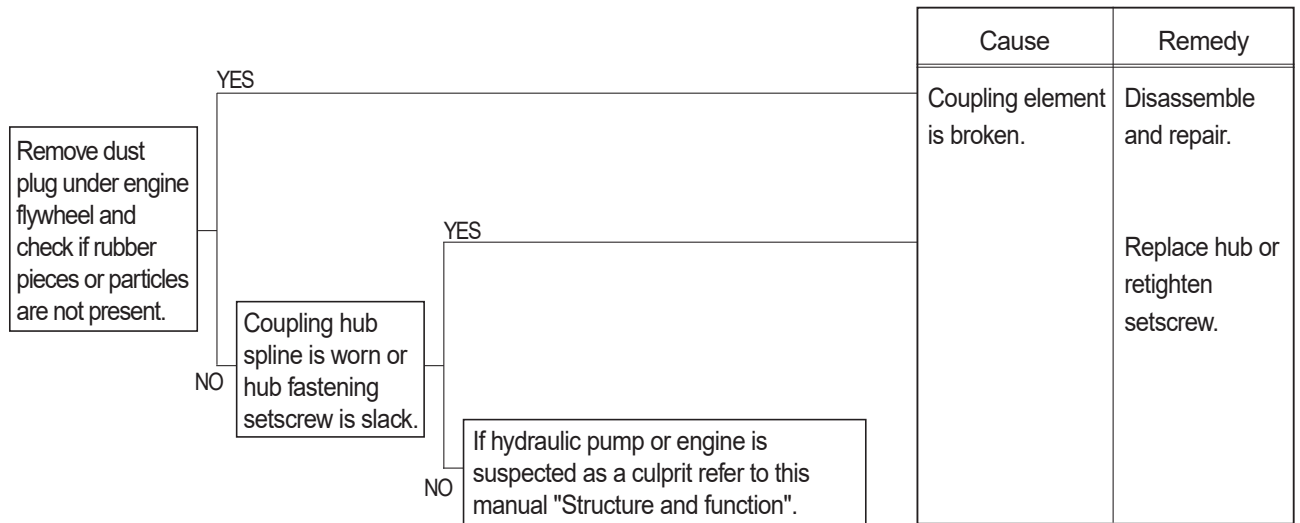 Cause
Remedy
YES
Coupling element
is broken.
Disassemble
and repair.
Remove dust
plug under engine
flywheel and
check if rubber
pieces or particles
are not present.
YES
Replace hub or
retighten
setscrew.
NO
Coupling hub
spline is worn or
hub fastening
setscrew is slack.
NO
If hydraulic pump or engine is
suspected as a culprit refer to this
manual "Structure and function".